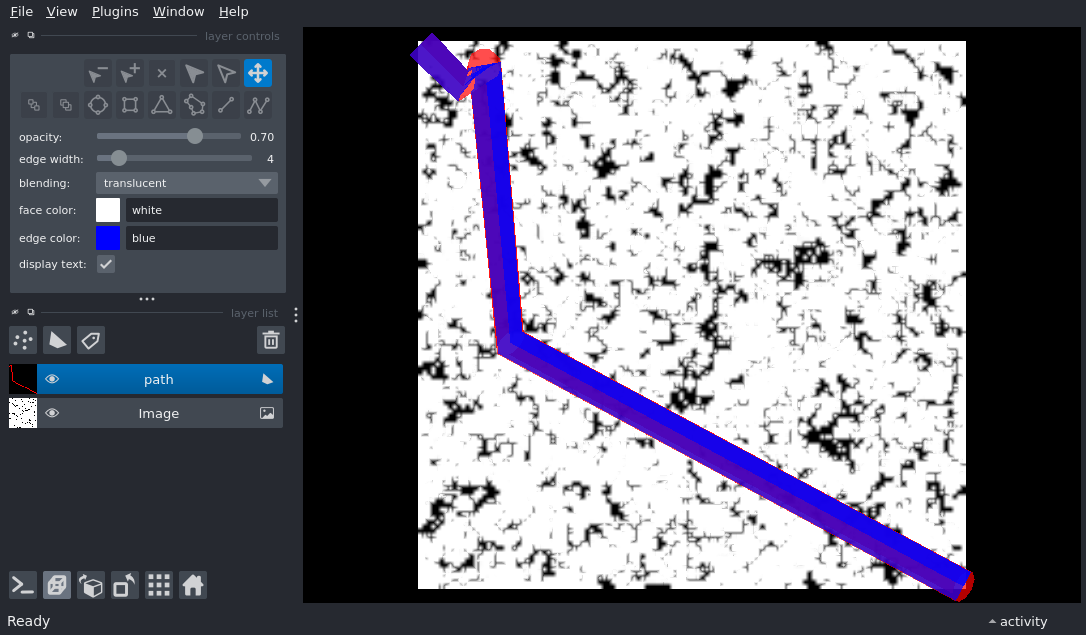 File View Plugins Window Help
layer controls
opacity: 0.70
edge width: 4
blending: translucent
face color: white
edge color: blue
display text:
layer list
path
Image
Ready activity